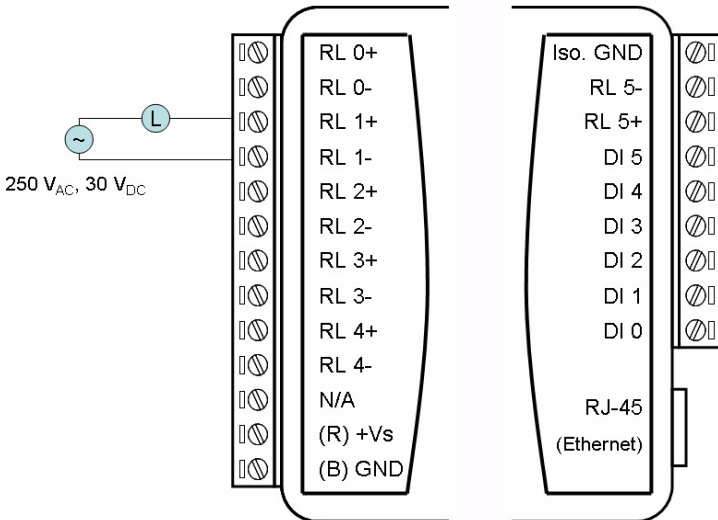 RL 0+
RL 0-
RL 1+
RL 1-
RL 2+
RL 2-
RL 3+
RL 3-
RL 4+
RL 4-
N/A
(R) +Vs
(B) GND
L
~
250 VAC, 30 VDC
Iso. GND
RL 5-
RL 5+
DI 5
DI 4
DI 3
DI 2
DI 1
DI 0
RJ-45
(Ethernet)